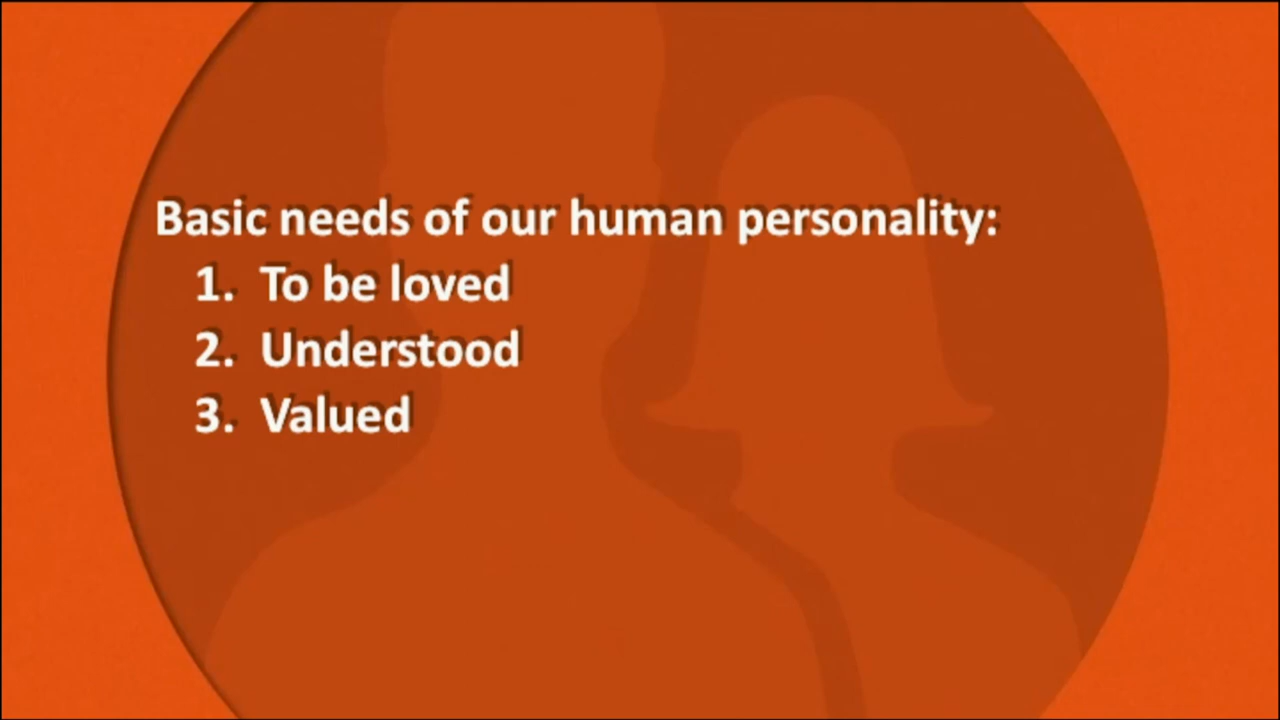 Basic needs of our human personality:
1. To be loved
2. Understood
3. Valued